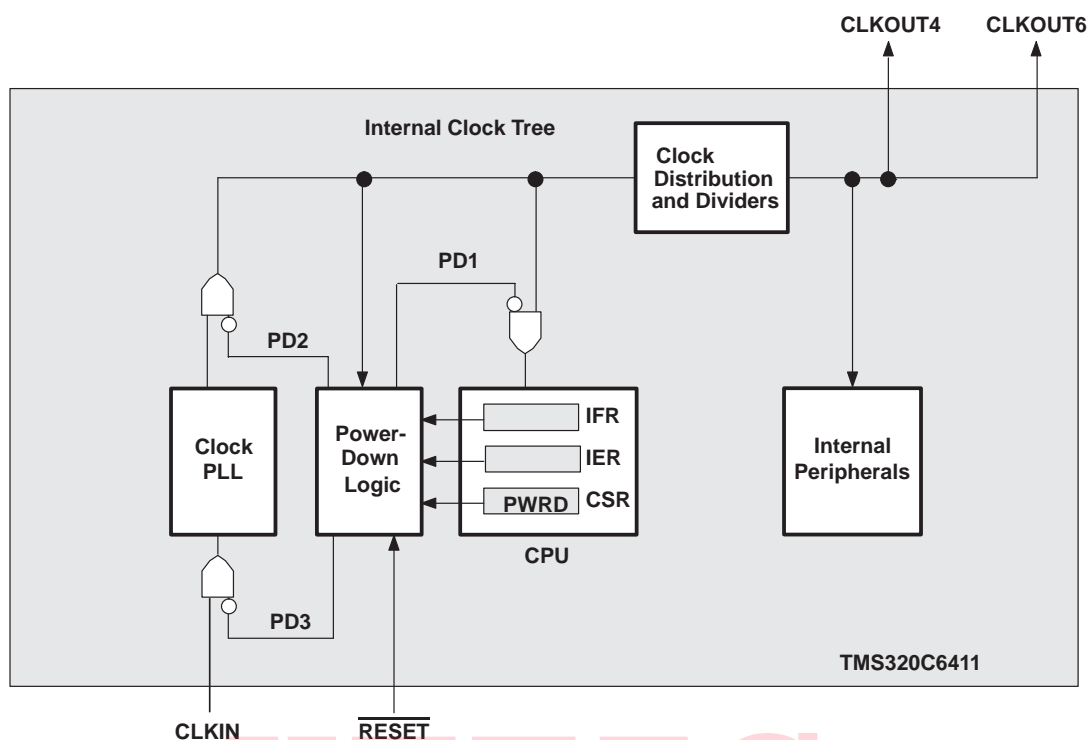 CLKOUT4 CLKOUT6
Internal Clock Tree
Clock
Distribution
and Dividers
PD1
PD2
Clock
PLL
Power-
Down
Logic
IFR
IER
PWRD CSR
CPU
Internal
Peripherals
PD3
TMS320C6411
CLKIN RESET